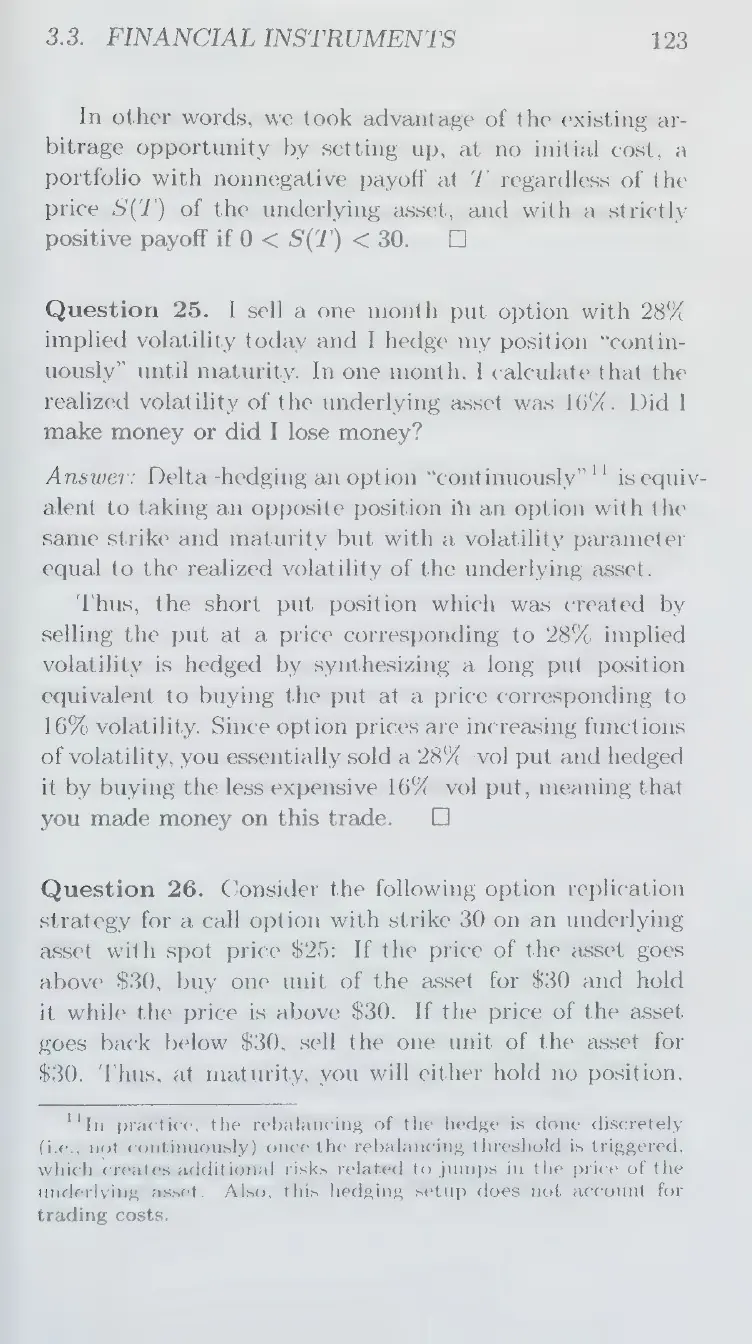 3.3. FINANCIAL INSTRUMENTS 123
In other words, we took advantage of the existing ar-
bitrage opportunity by setting up, at no initial cost, a
portfolio with nonnegative payoff at T regardless of the
price S(T) of the underlying asset, and with a strictly
positive payoff if 0 < S(T) < 30. □
Question 25. I sell a one month put option with 28%
implied volatility today and I hedge my position "contin-
uously" until maturity. In one month, I calculate that the
realized volatility of the underlying asset was 16%. Did I
make money or did I lose money?
Answer: Delta-hedging an option "continuously"¹¹ is equiv-
alent to taking an opposite position in an option with the
same strike and maturity but with a volatility parameter
equal to the realized volatility of the underlying asset.
Thus, the short put position which was created by
selling the put at a price corresponding to 28% implied
volatility is hedged by synthesizing a long put position
equivalent to buying the put at a price corresponding to
16% volatility. Since option prices are increasing functions
of volatility, you essentially sold a 28% vol put and hedged
it by buying the less expensive 16% vol put, meaning that
you made money on this trade. □
Question 26. Consider the following option replication
strategy for a call option with strike 30 on an underlying
asset with spot price $25: If the price of the asset goes
above $30, buy one unit of the asset for $30 and hold
it while the price is above $30. If the price of the asset
goes back below $30, sell the one unit of the asset for
$30. Thus, at maturity, you will either hold no position,
¹¹In practice, the rebalancing of the hedge is done discretely
(i.e., not continuously) once the rebalancing threshold is triggered,
which creates additional risks related to jumps in the price of the
underlying asset. Also, this hedging setup does not account for
trading costs.